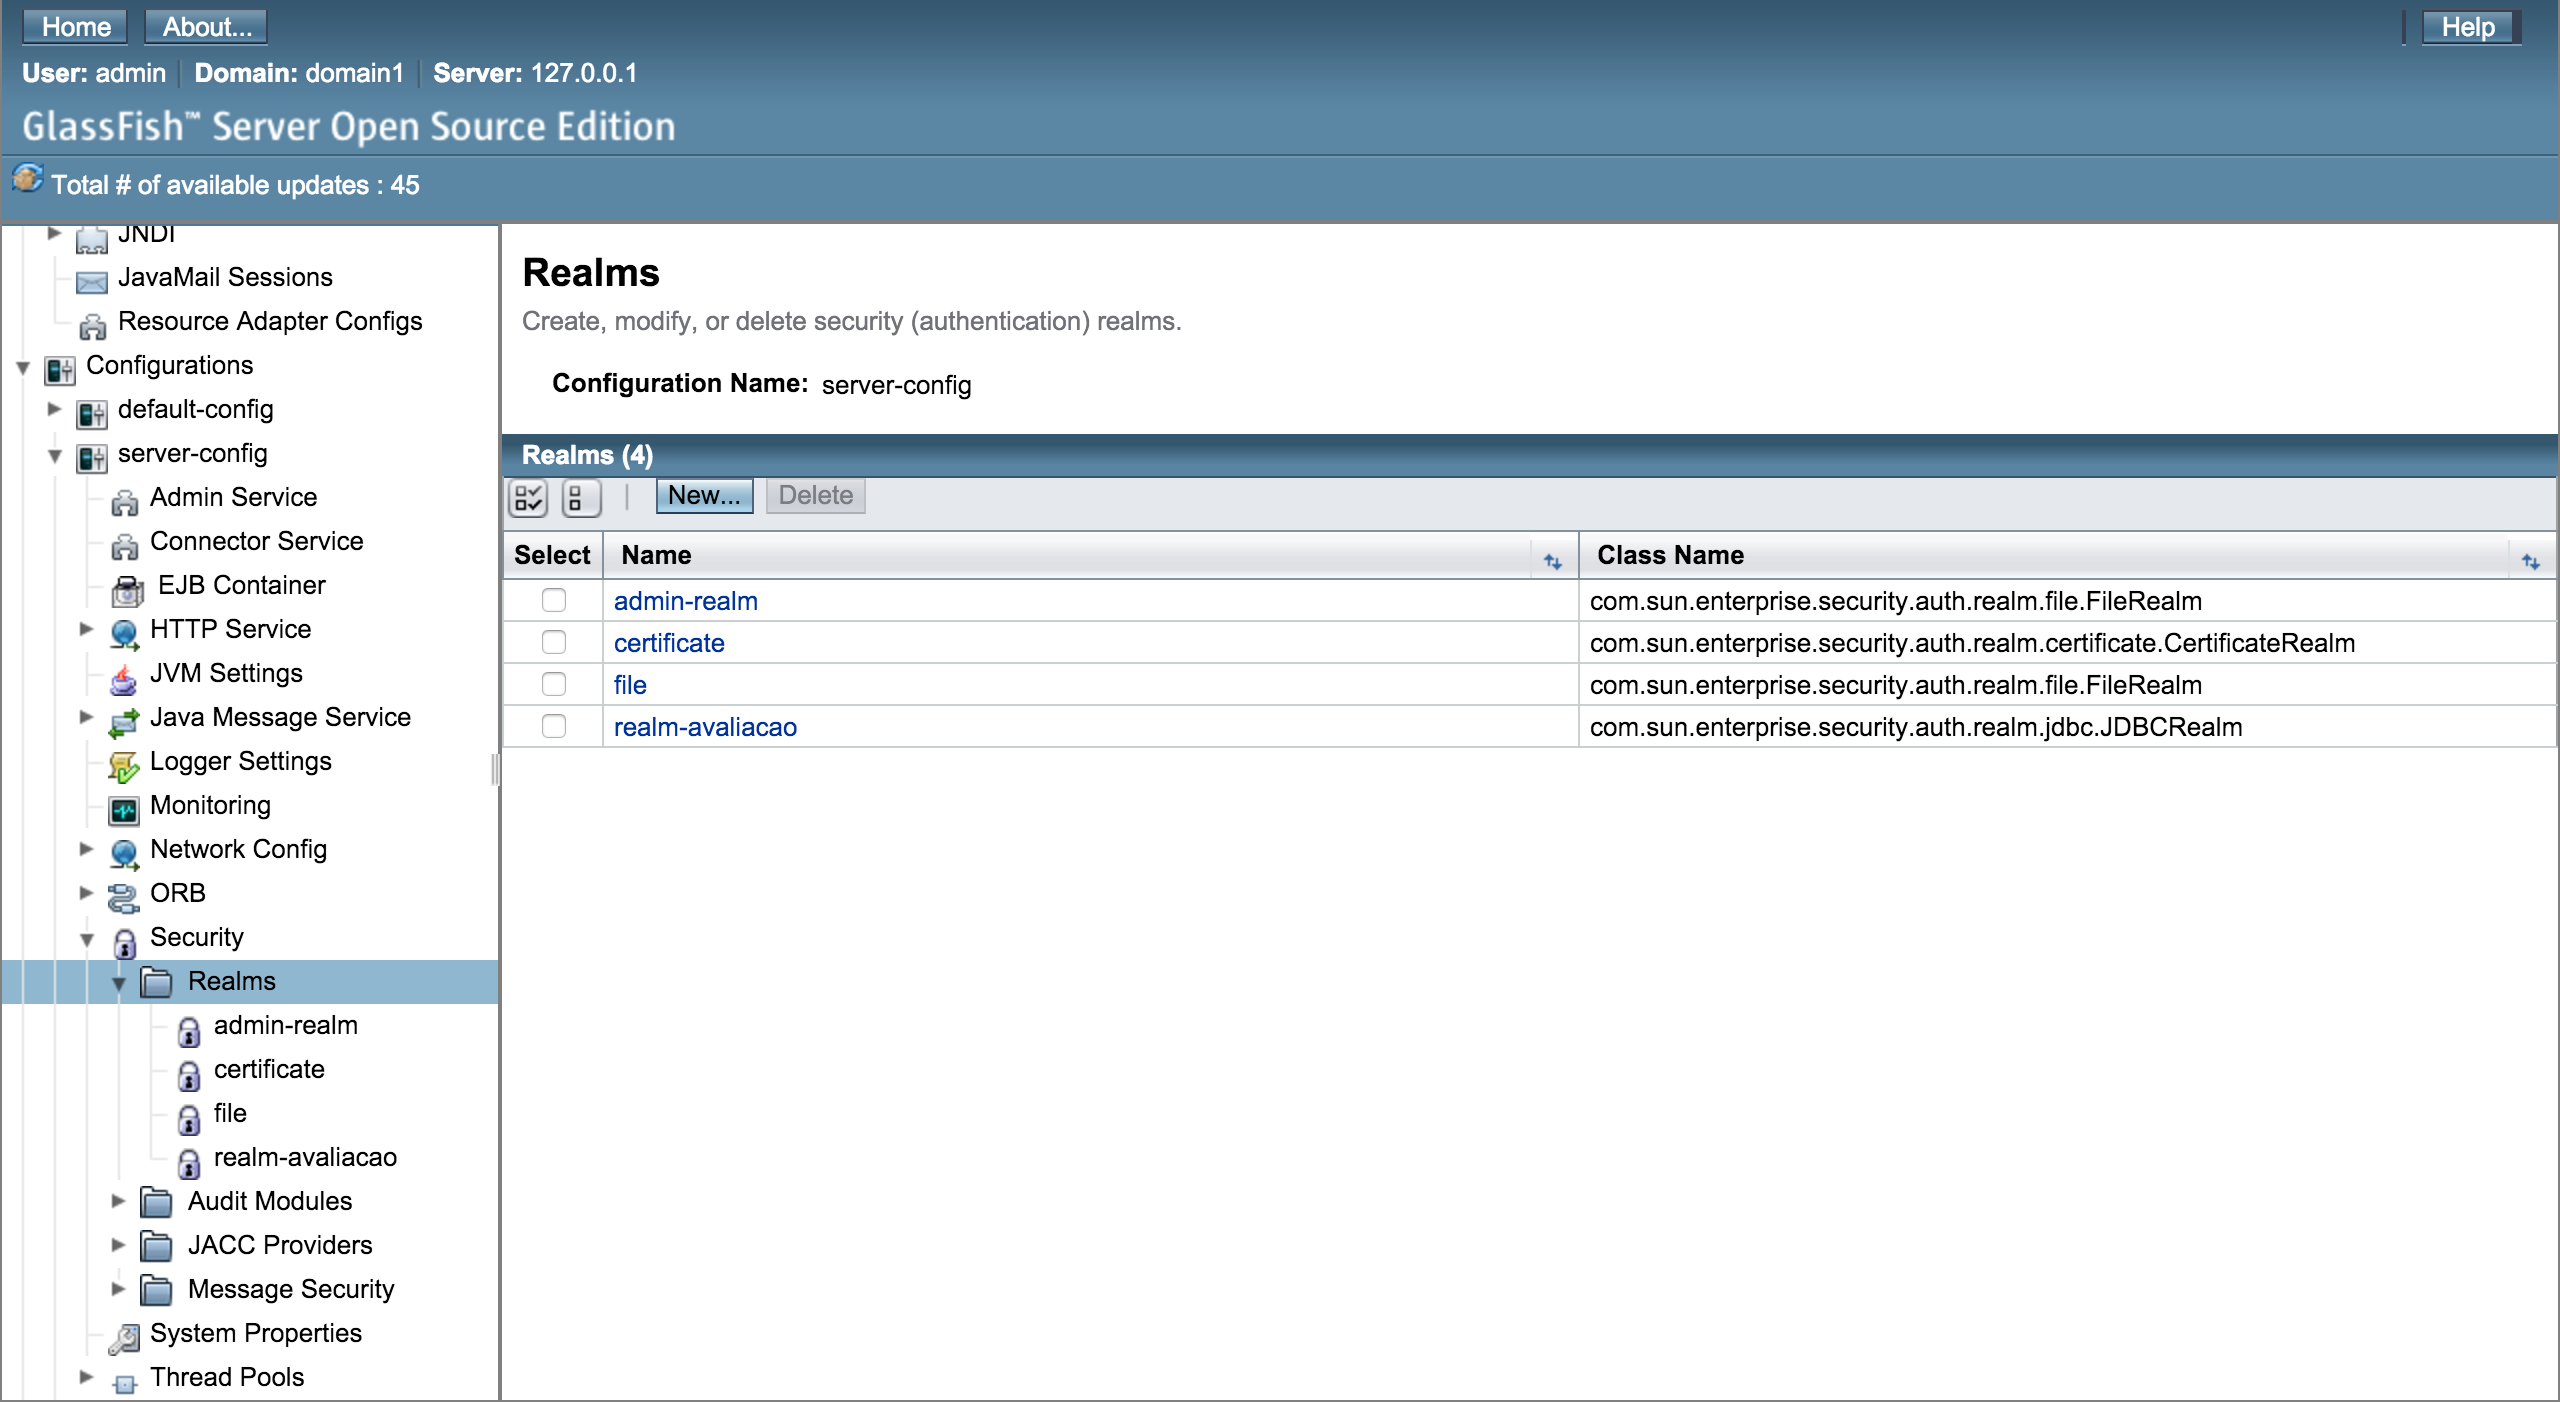 Home About... Help
User: admin Domain: domain1 Server: 127.0.0.1
GlassFish™ Server Open Source Edition
Total # of available updates : 45
JNDI
JavaMail Sessions
Resource Adapter Configs
Configurations
default-config
server-config
Admin Service
Connector Service
EJB Container
HTTP Service
JVM Settings
Java Message Service
Logger Settings
Monitoring
Network Config
ORB
Security
Realms
admin-realm
certificate
file
realm-avaliacao
Audit Modules
JACC Providers
Message Security
System Properties
Thread Pools
Realms
Create, modify, or delete security (authentication) realms.
Configuration Name: server-config
Realms (4)
New... Delete
Select Name Class Name
admin-realm com.sun.enterprise.security.auth.realm.file.FileRealm
certificate com.sun.enterprise.security.auth.realm.certificate.CertificateRealm
file com.sun.enterprise.security.auth.realm.file.FileRealm
realm-avaliacao com.sun.enterprise.security.auth.realm.jdbc.JDBCRealm